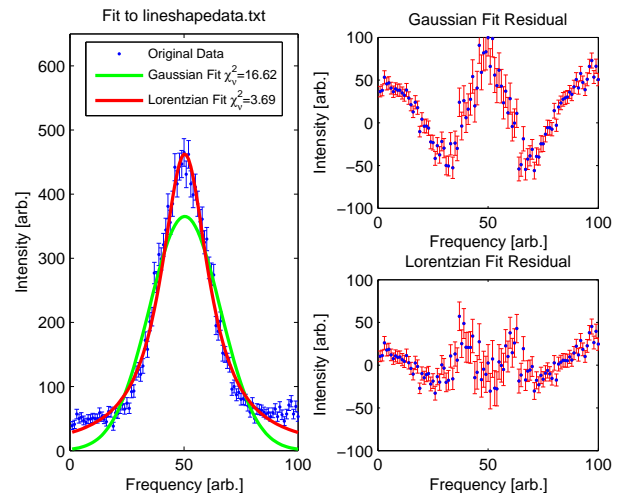 Fit to lineshapedata.txt
Original Data
Gaussian Fit χ²ᵥ=16.62
Lorentzian Fit χ²ᵥ=3.69
Intensity [arb.]
600
500
400
300
200
100
0
0 50 100
Frequency [arb.]
Gaussian Fit Residual
Intensity [arb.]
100
50
0
−50
−100
0 50 100
Frequency [arb.]
Lorentzian Fit Residual
Intensity [arb.]
100
50
0
−50
−100
0 50 100
Frequency [arb.]